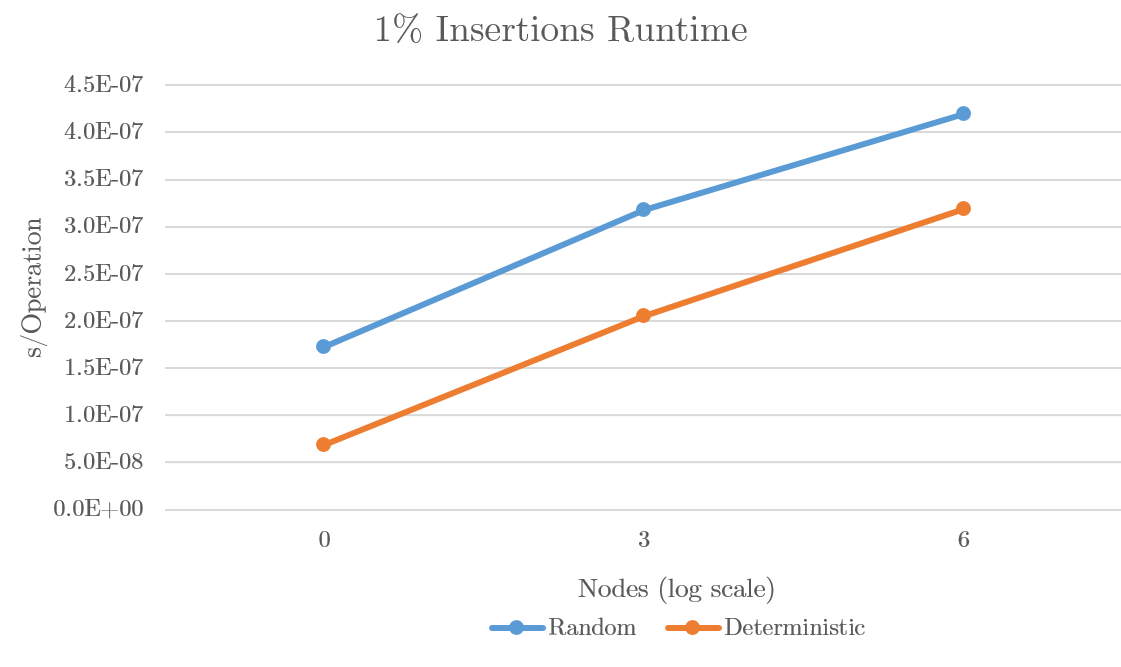 1% Insertions Runtime
4.5E-07
4.0E-07
3.5E-07
3.0E-07
2.5E-07
2.0E-07
1.5E-07
1.0E-07
5.0E-08
0.0E+00
s/Operation
0 3 6
Nodes (log scale)
Random Deterministic